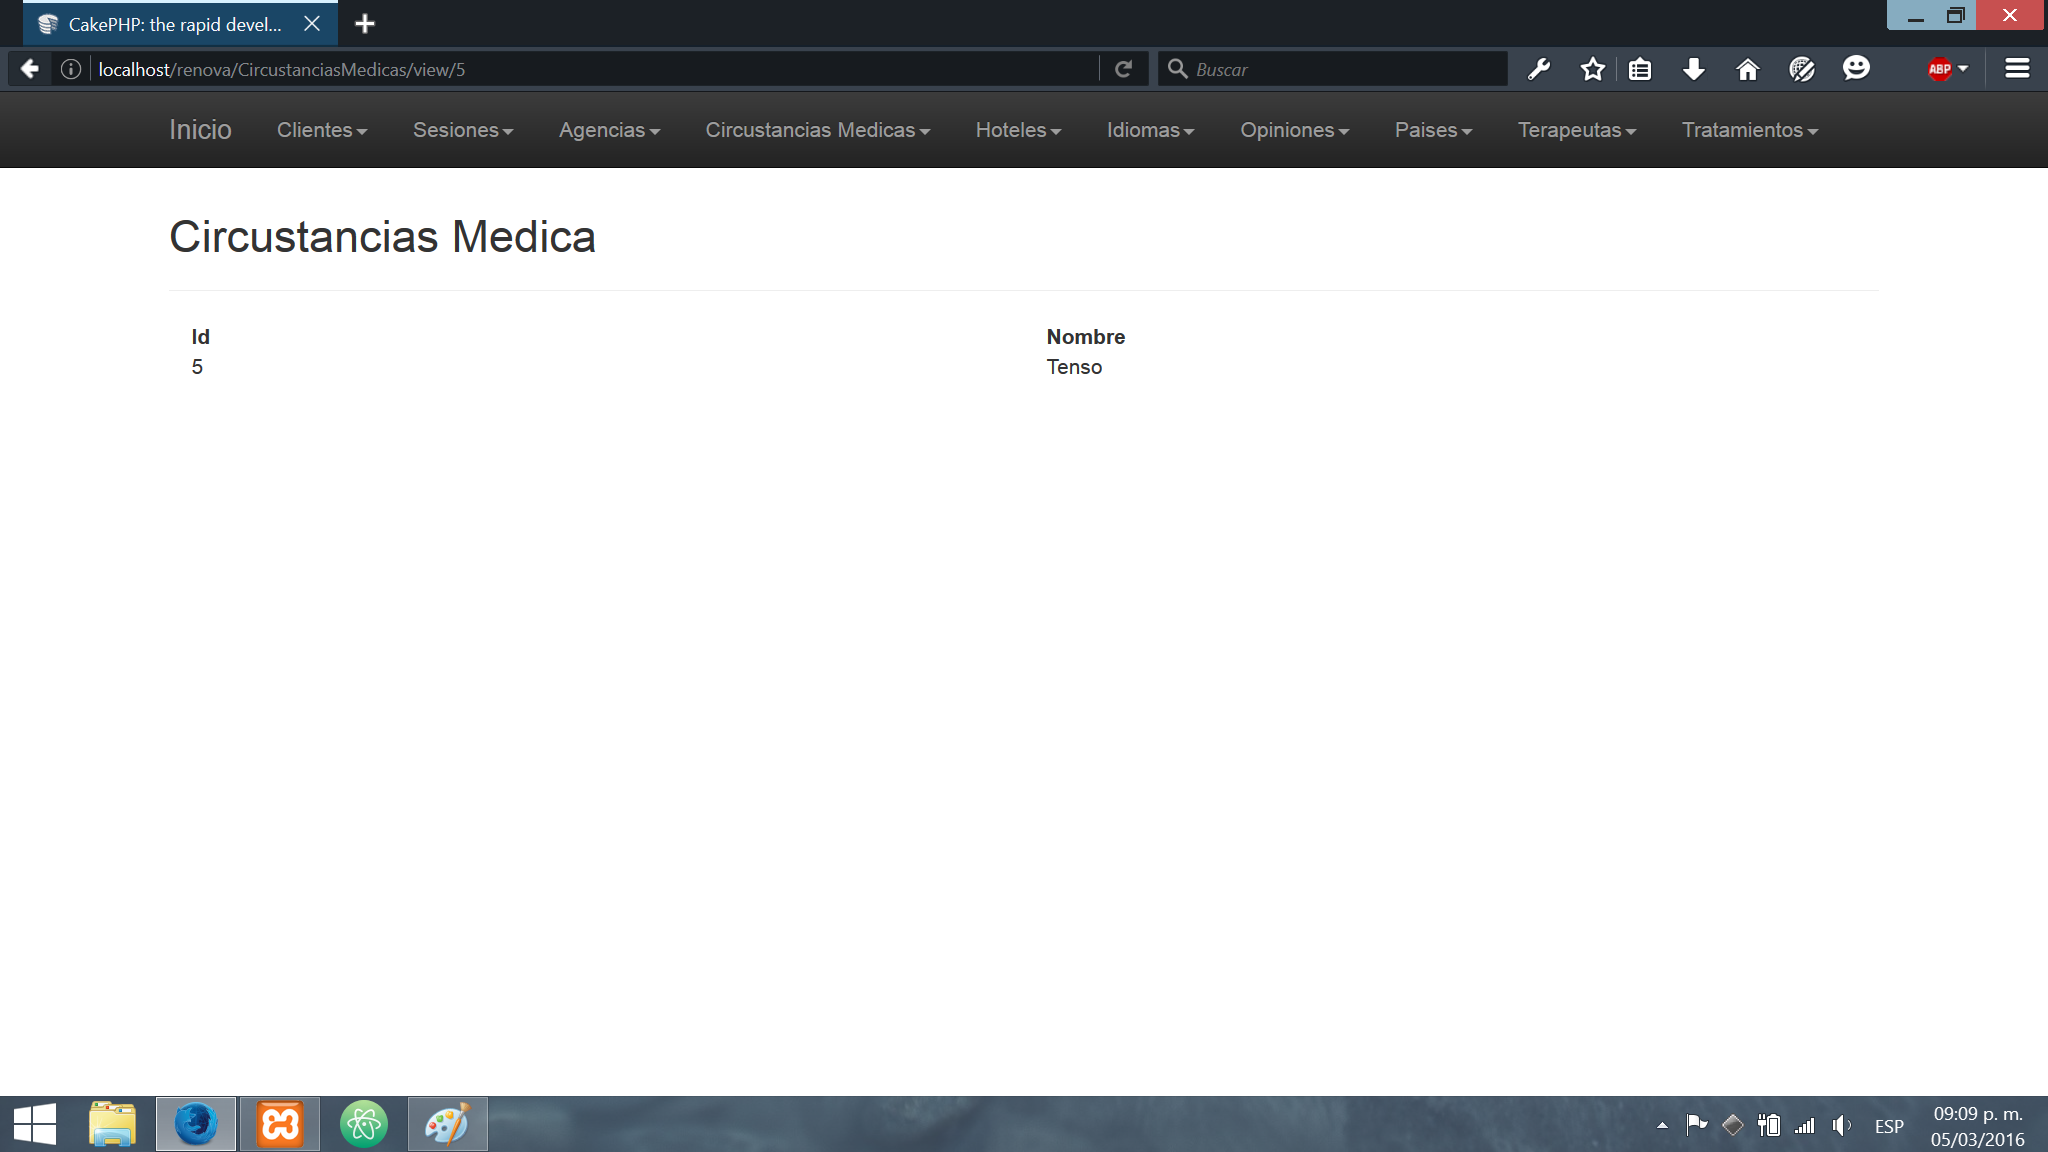 CakePHP: the rapid devel...
localhost/renova/CircustanciasMedicas/view/5
Buscar
ABP
Inicio Clientes Sesiones Agencias Circustancias Medicas Hoteles Idiomas Opiniones Paises Terapeutas Tratamientos
Circustancias Medica
Id Nombre
5 Tenso
ESP
09:09 p. m.
05/03/2016